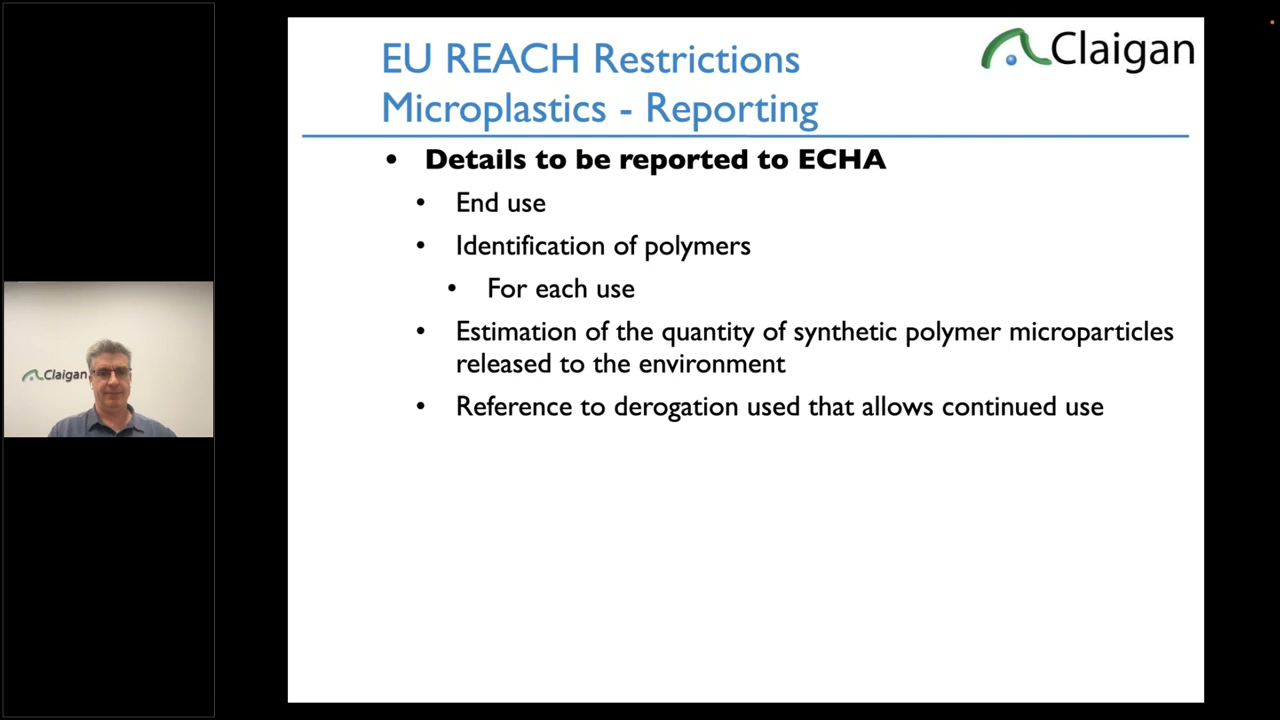 EU REACH Restrictions
Microplastics - Reporting
Claigan
• Details to be reported to ECHA
• End use
• Identification of polymers
• For each use
• Estimation of the quantity of synthetic polymer microparticles
released to the environment
• Reference to derogation used that allows continued use
Claigan